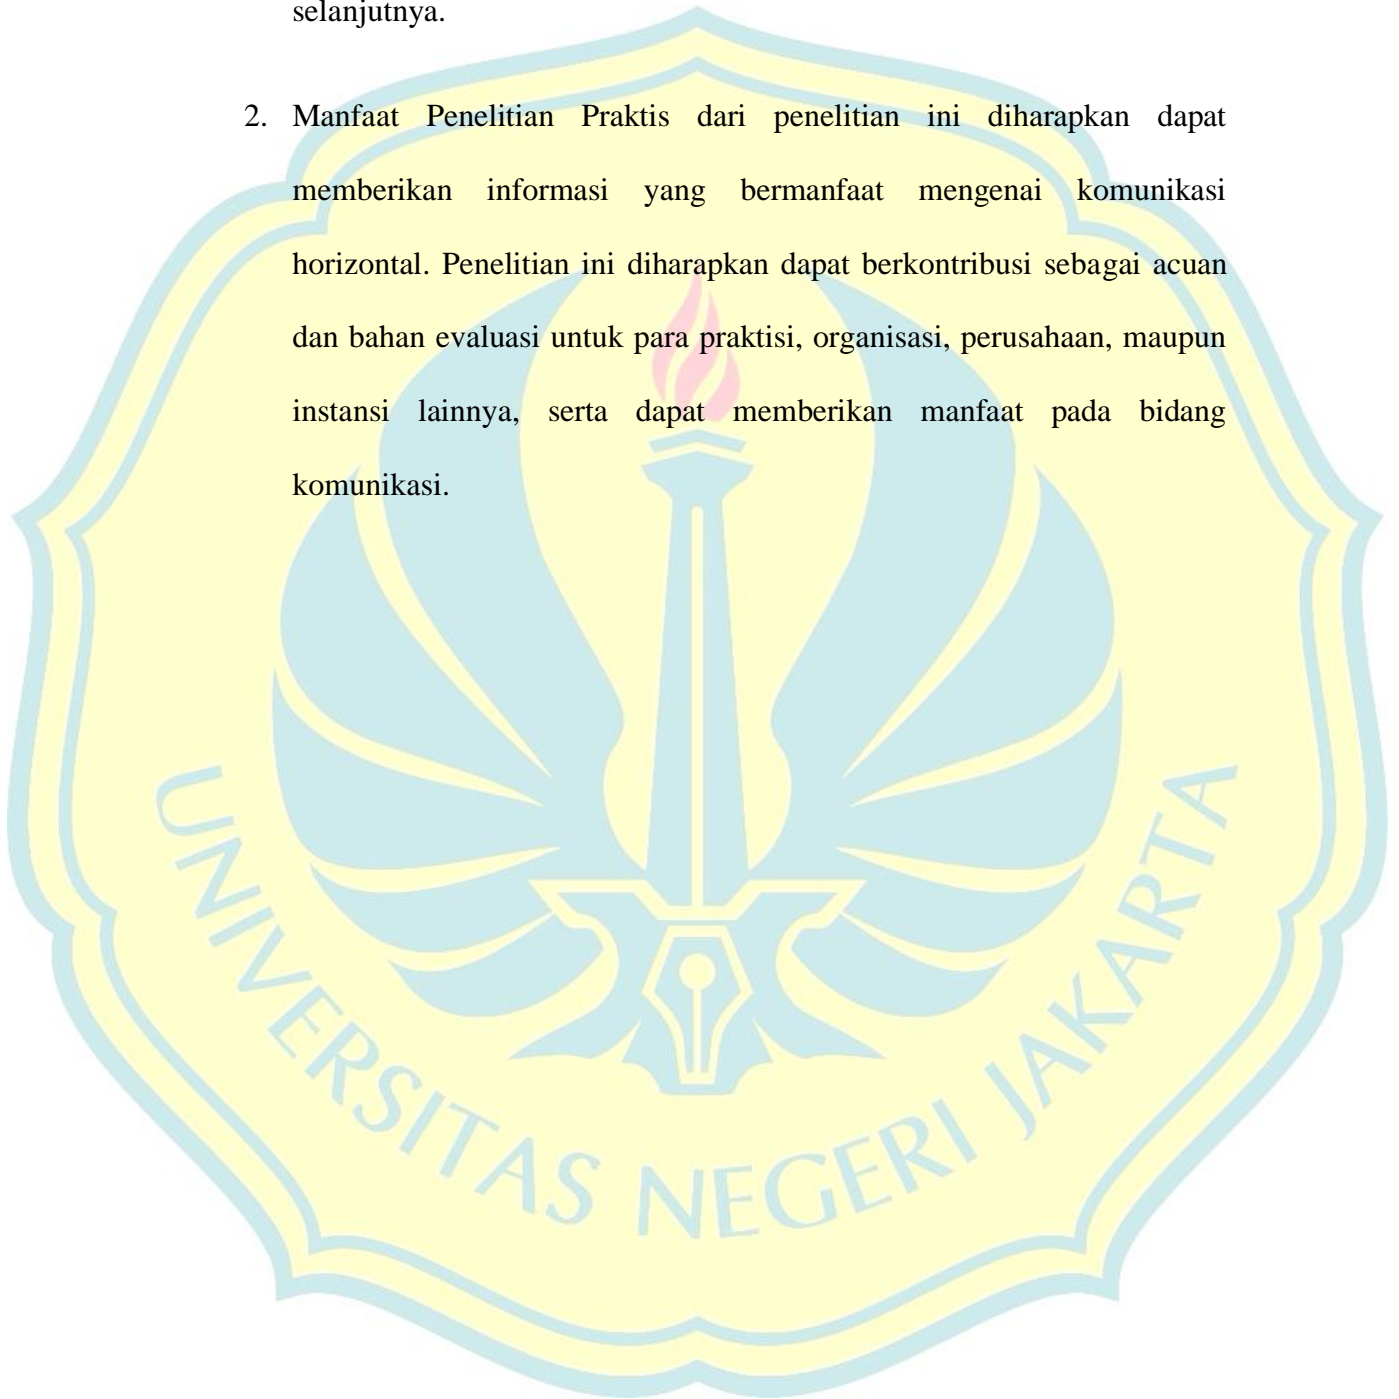 selanjutnya.
2. Manfaat Penelitian Praktis dari penelitian ini diharapkan dapat
memberikan informasi yang bermanfaat mengenai komunikasi
horizontal. Penelitian ini diharapkan dapat berkontribusi sebagai acuan
dan bahan evaluasi untuk para praktisi, organisasi, perusahaan, maupun
instansi lainnya, serta dapat memberikan manfaat pada bidang
komunikasi.
UNIVERSITAS NEGERI JAKARTA